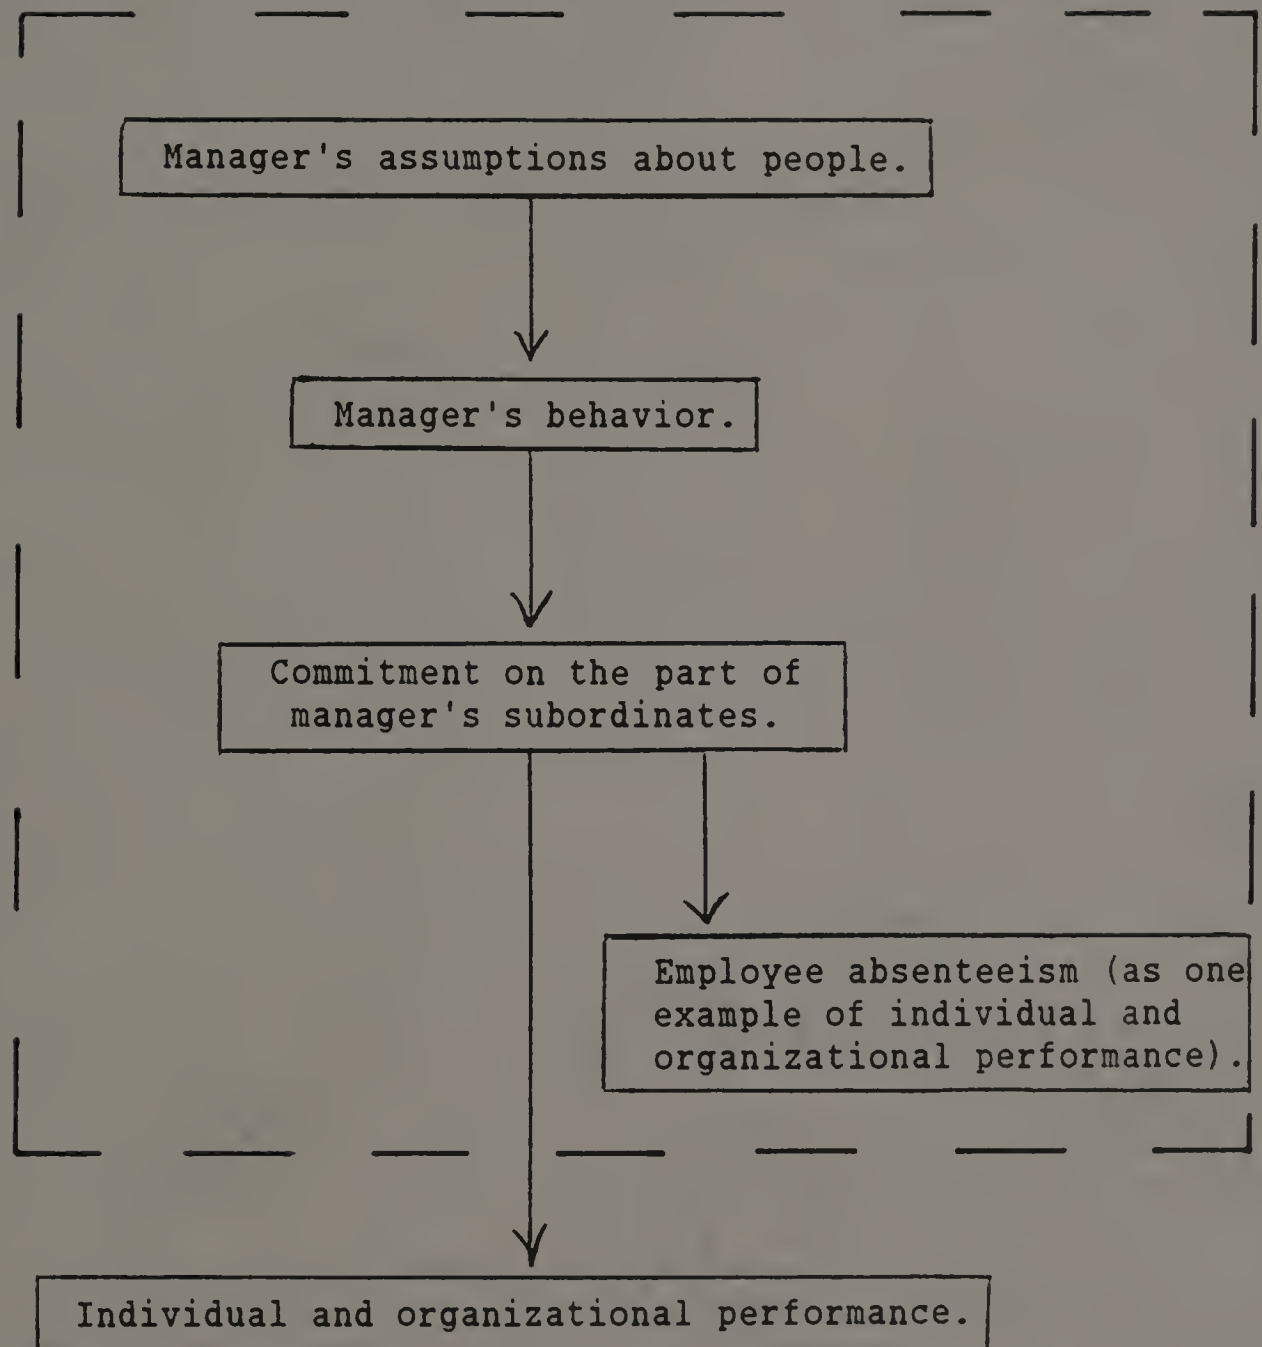 Manager's assumptions about people.
Manager's behavior.
Commitment on the part of
manager's subordinates.
Employee absenteeism (as one
example of individual and
organizational performance).
Individual and organizational performance.